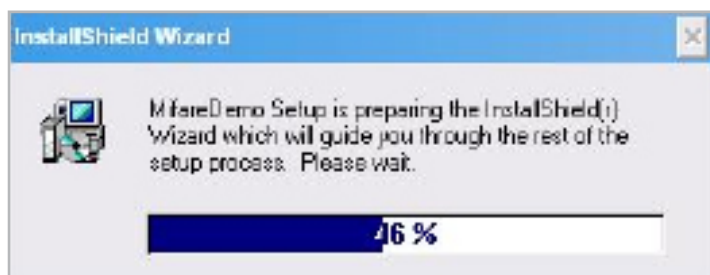 InstallShield Wizard
MifareDemo Setup is preparing the InstallShield(r)
Wizard which will guide you through the rest of the
setup process. Please wait.
46 %